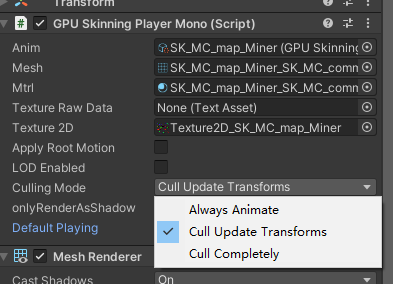 Transform
GPU Skinning Player Mono (Script)
Anim SK_MC_map_Miner (GPU Skinning
Mesh SK_MC_map_Miner_SK_MC_comm
Mtrl SK_MC_map_Miner_SK_MC_comm
Texture Raw Data None (Text Asset)
Texture 2D Texture2D_SK_MC_map_Miner
Apply Root Motion
LOD Enabled
Culling Mode Cull Update Transforms
onlyRenderAsShadow Always Animate
Default Playing Cull Update Transforms
Cull Completely
Mesh Renderer
Cast Shadows On